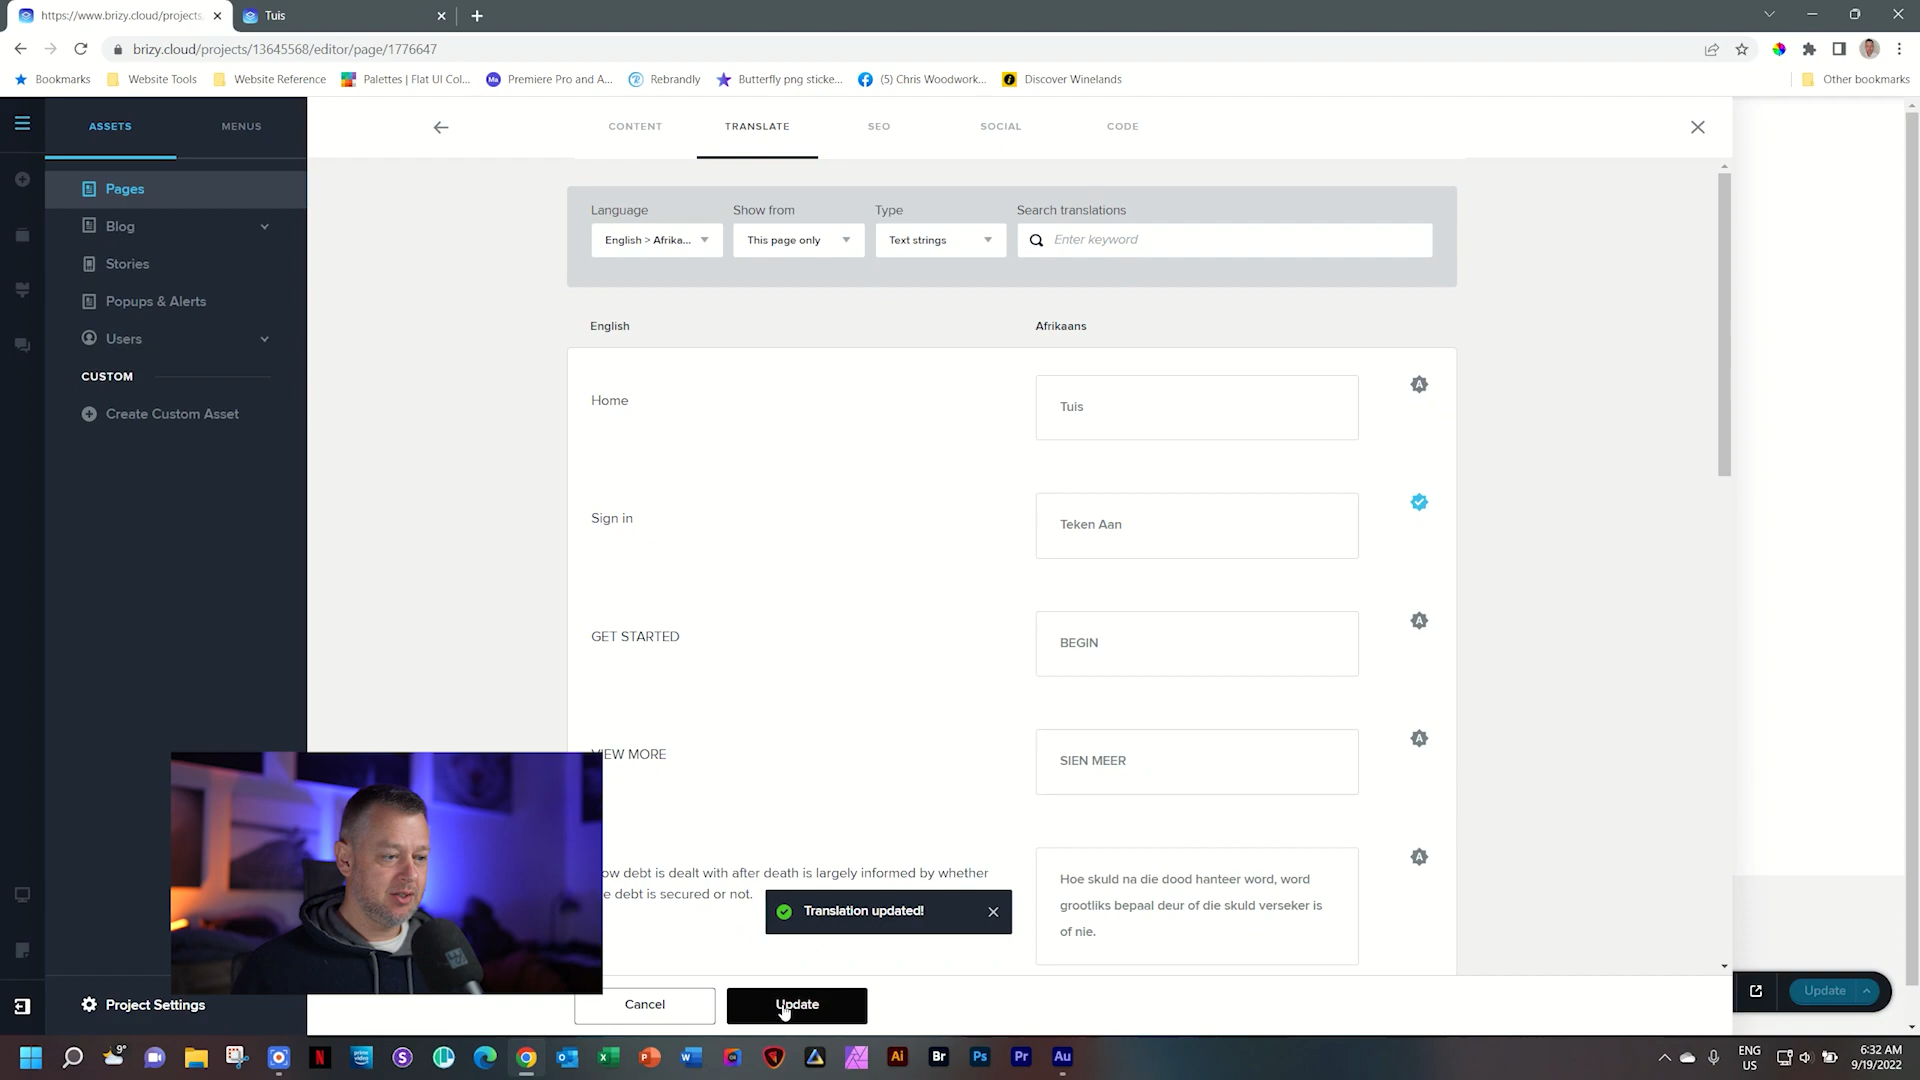 https://www.brizy.cloud/projects,
Tuis
brizy.cloud/projects/13645568/editor/page/1776647
Bookmarks
Website Tools
Website Reference
Palettes | Flat UI Col...
Premiere Pro and A...
Rebrandly
Butterfly png sticke...
(5) Chris Woodwork...
Discover Winelands
Other bookmarks
ASSETS
MENUS
CONTENT
TRANSLATE
SEO
SOCIAL
CODE
Pages
Blog
Stories
Popups & Alerts
Users
CUSTOM
Create Custom Asset
Language
Show from
Type
Search translations
English > Afrika...
This page only
Text strings
Enter keyword
English
Afrikaans
Home
Tuis
Sign in
Teken Aan
GET STARTED
BEGIN
VIEW MORE
SIEN MEER
ow debt is dealt with after death is largely informed by whether
e debt is secured or not.
Hoe skuld na die dood hanteer word, word
grootliks bepaal deur of die skuld verseker is
of nie.
Translation updated!
Project Settings
Cancel
Update
Update
9°
ENG
US
6:32 AM
9/19/2022